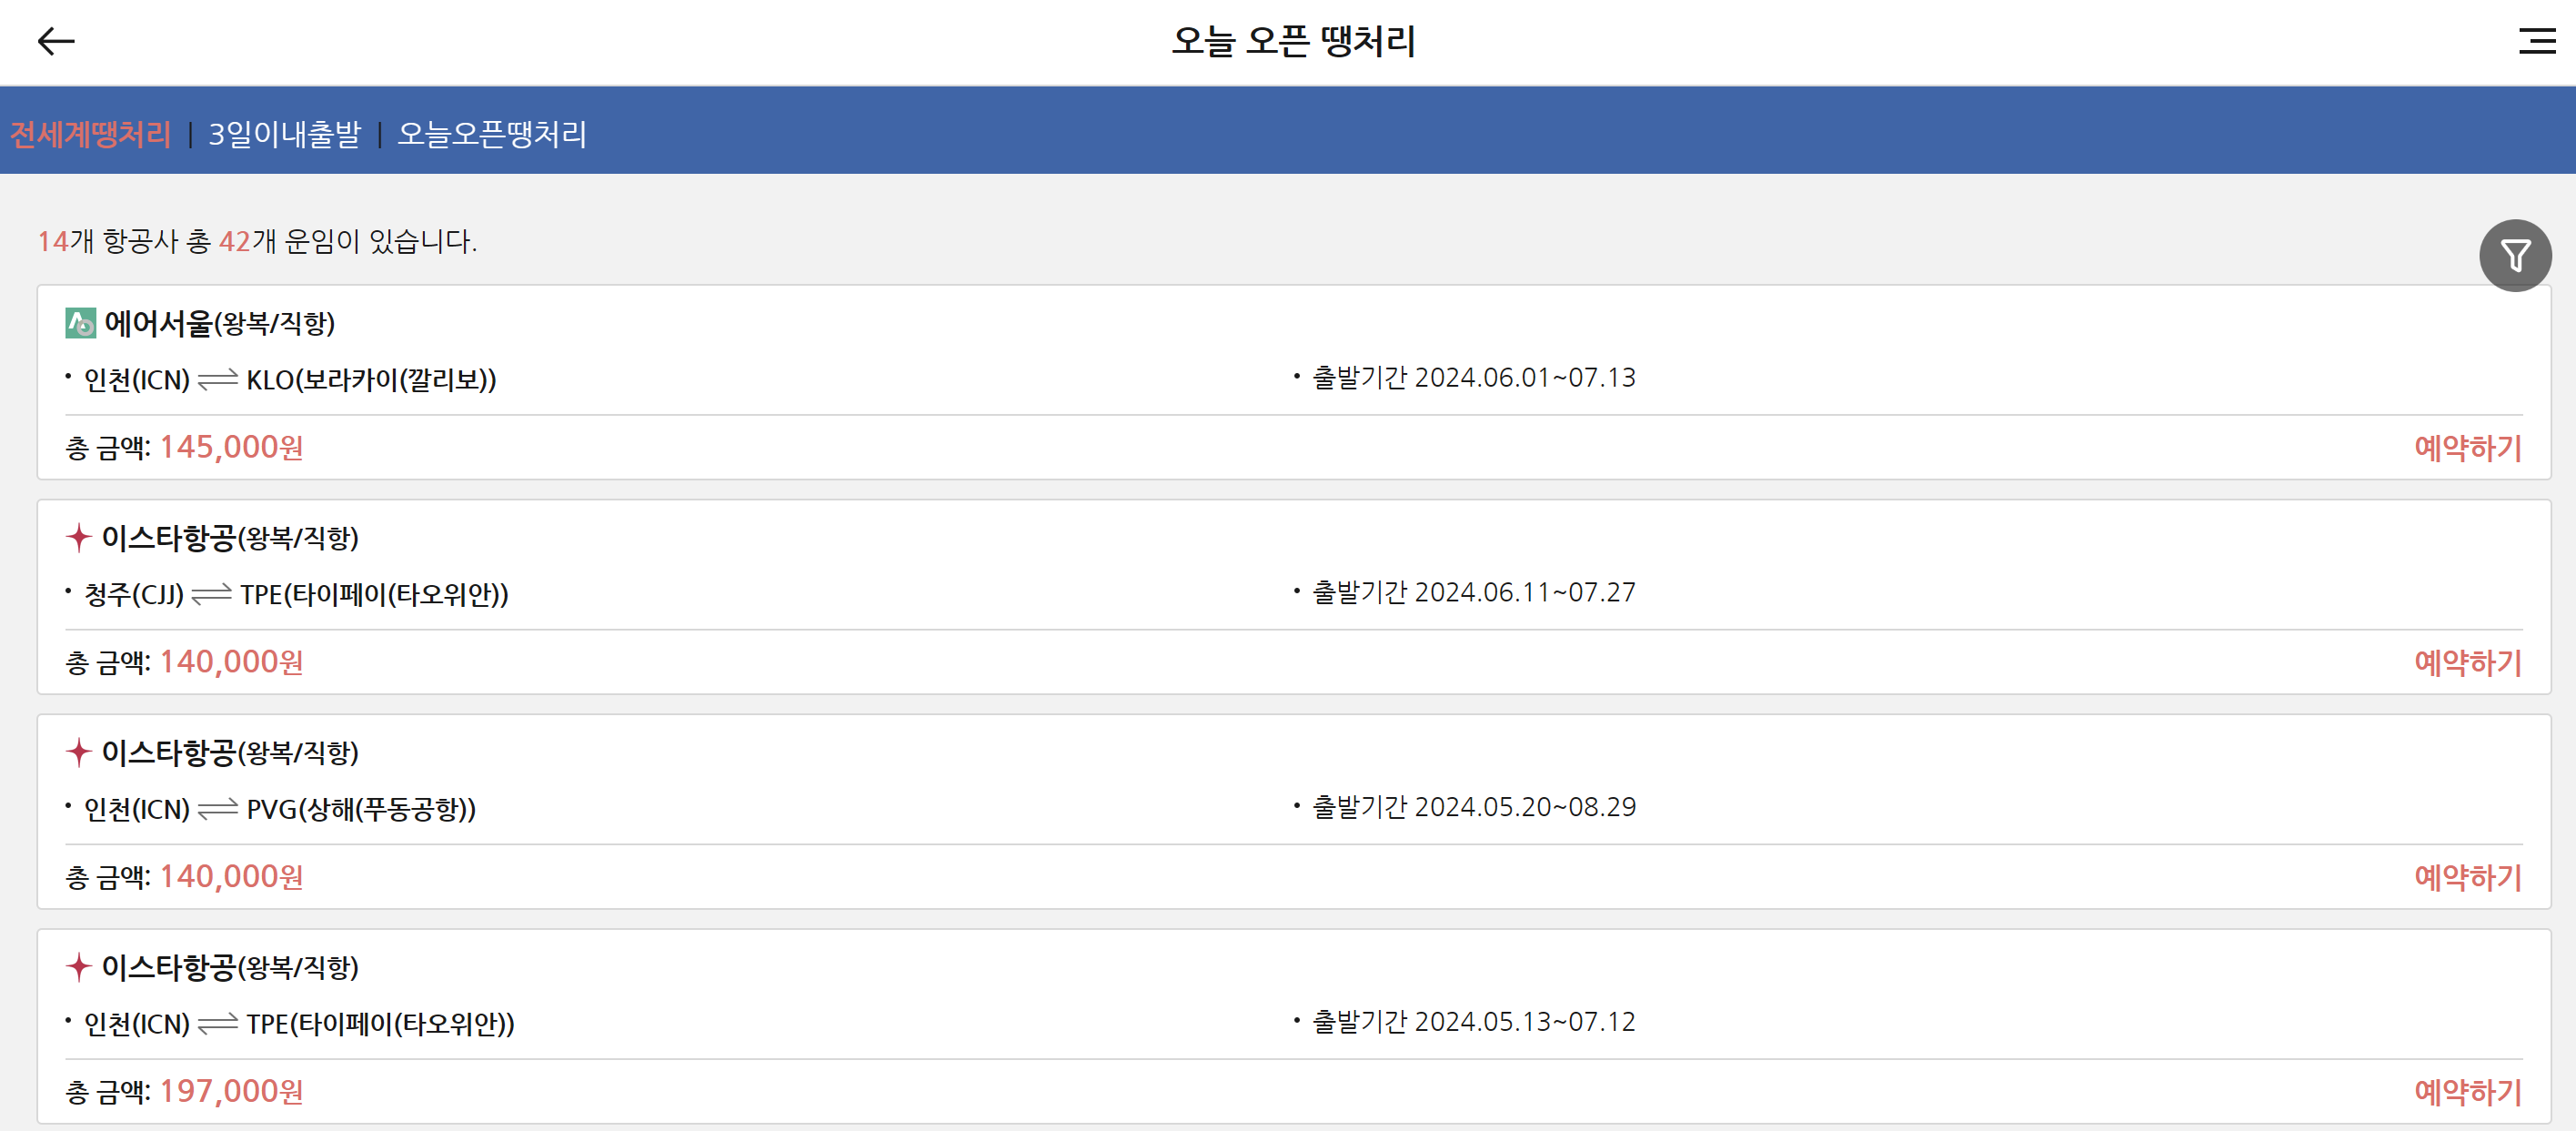 오늘 오픈 땡처리
전세계땡처리 | 3일이내출발 | 오늘오픈땡처리
14개 항공사 총 42개 운임이 있습니다.
에어서울(왕복/직항)
• 인천(ICN) ⇌ KLO(보라카이(깔리보)) • 출발기간 2024.06.01~07.13
총 금액: 145,000원 예약하기
이스타항공(왕복/직항)
• 청주(CJJ) ⇌ TPE(타이페이(타오위안)) • 출발기간 2024.06.11~07.27
총 금액: 140,000원 예약하기
이스타항공(왕복/직항)
• 인천(ICN) ⇌ PVG(상해(푸동공항)) • 출발기간 2024.05.20~08.29
총 금액: 140,000원 예약하기
이스타항공(왕복/직항)
• 인천(ICN) ⇌ TPE(타이페이(타오위안)) • 출발기간 2024.05.13~07.12
총 금액: 197,000원 예약하기